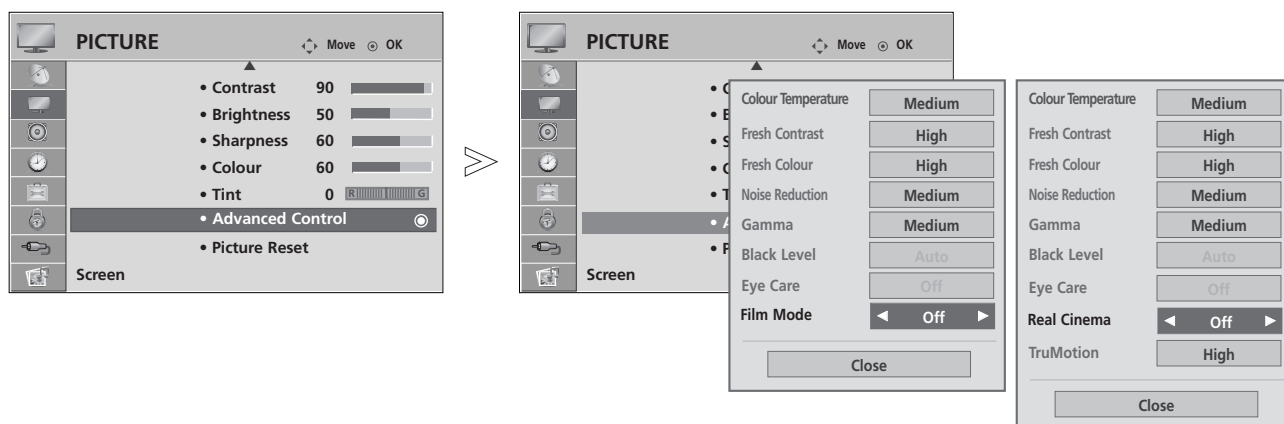 PICTURE
Move OK
• Contrast 90
• Brightness 50
• Sharpness 60
• Colour 60
• Tint 0 R G
• Advanced Control
• Picture Reset
Screen
PICTURE
Move OK
Screen
Colour Temperature Medium
Fresh Contrast High
Fresh Colour High
Noise Reduction Medium
Gamma Medium
Black Level Auto
Eye Care Off
Film Mode Off
Close
Colour Temperature Medium
Fresh Contrast High
Fresh Colour High
Noise Reduction Medium
Gamma Medium
Black Level Auto
Eye Care Off
Real Cinema Off
TruMotion High
Close